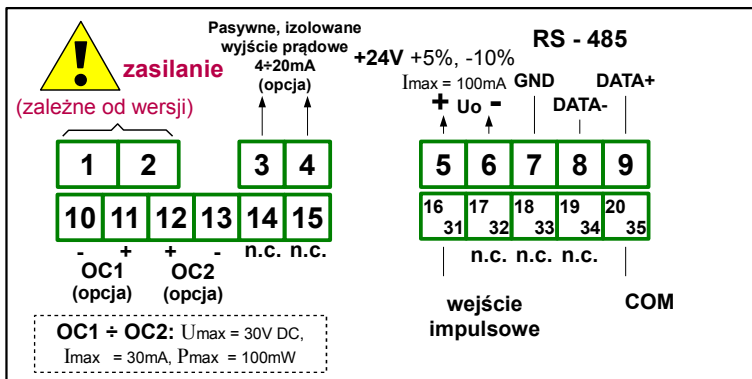 Pasywne, izolowane
wyjście prądowe
4÷20mA
(opcja)
zasilanie
(zależne od wersji)
+24V +5%, -10%
Imax = 100mA
+ Uo -
RS - 485
GND
DATA-
DATA+
1 2 3 4 5 6 7 8 9
10 11 12 13 14 15
16 31 17 32 18 33 19 34 20 35
- + + - n.c. n.c.
OC1 OC2
(opcja) (opcja)
n.c. n.c. n.c.
wejście
impulsowe
COM
OC1 ÷ OC2: Umax = 30V DC,
Imax = 30mA, Pmax = 100mW